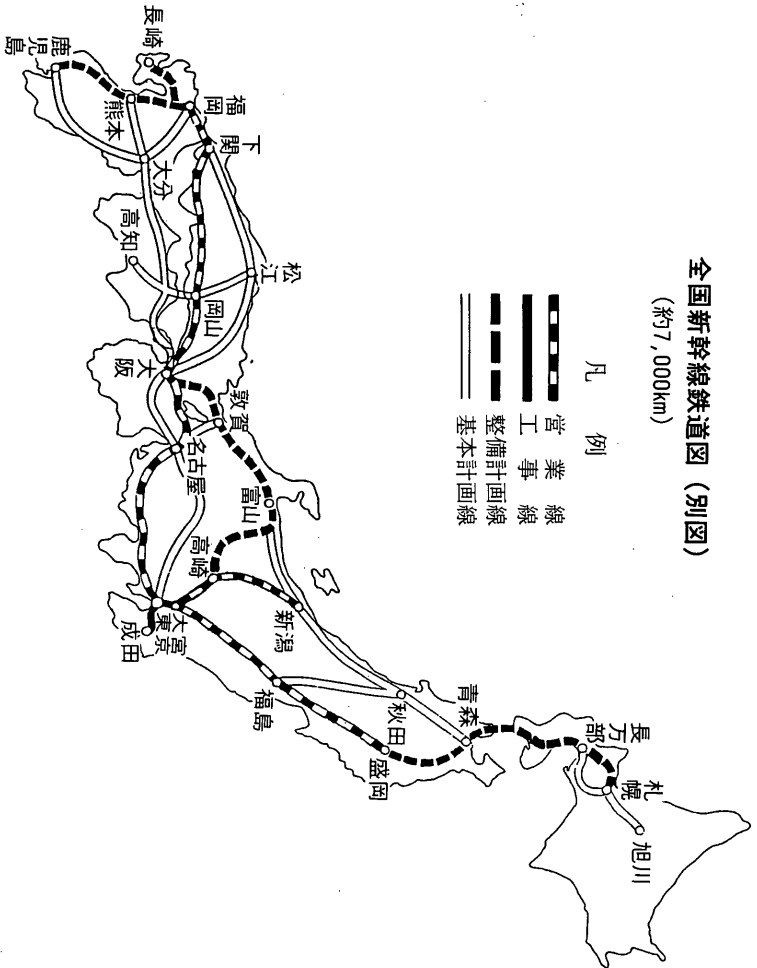 全国新幹線鉄道図（別図）
(約7,000km)
凡例
営業線
工事線
整備計画線
基本計画線
旭川
札幌
長万部
青森
秋田
盛岡
福島
新潟
大宮
東京
成田
高崎
富山
名古屋
敦賀
大阪
岡山
松江
高知
大分
下関
福岡
熊本
長崎
鹿児島